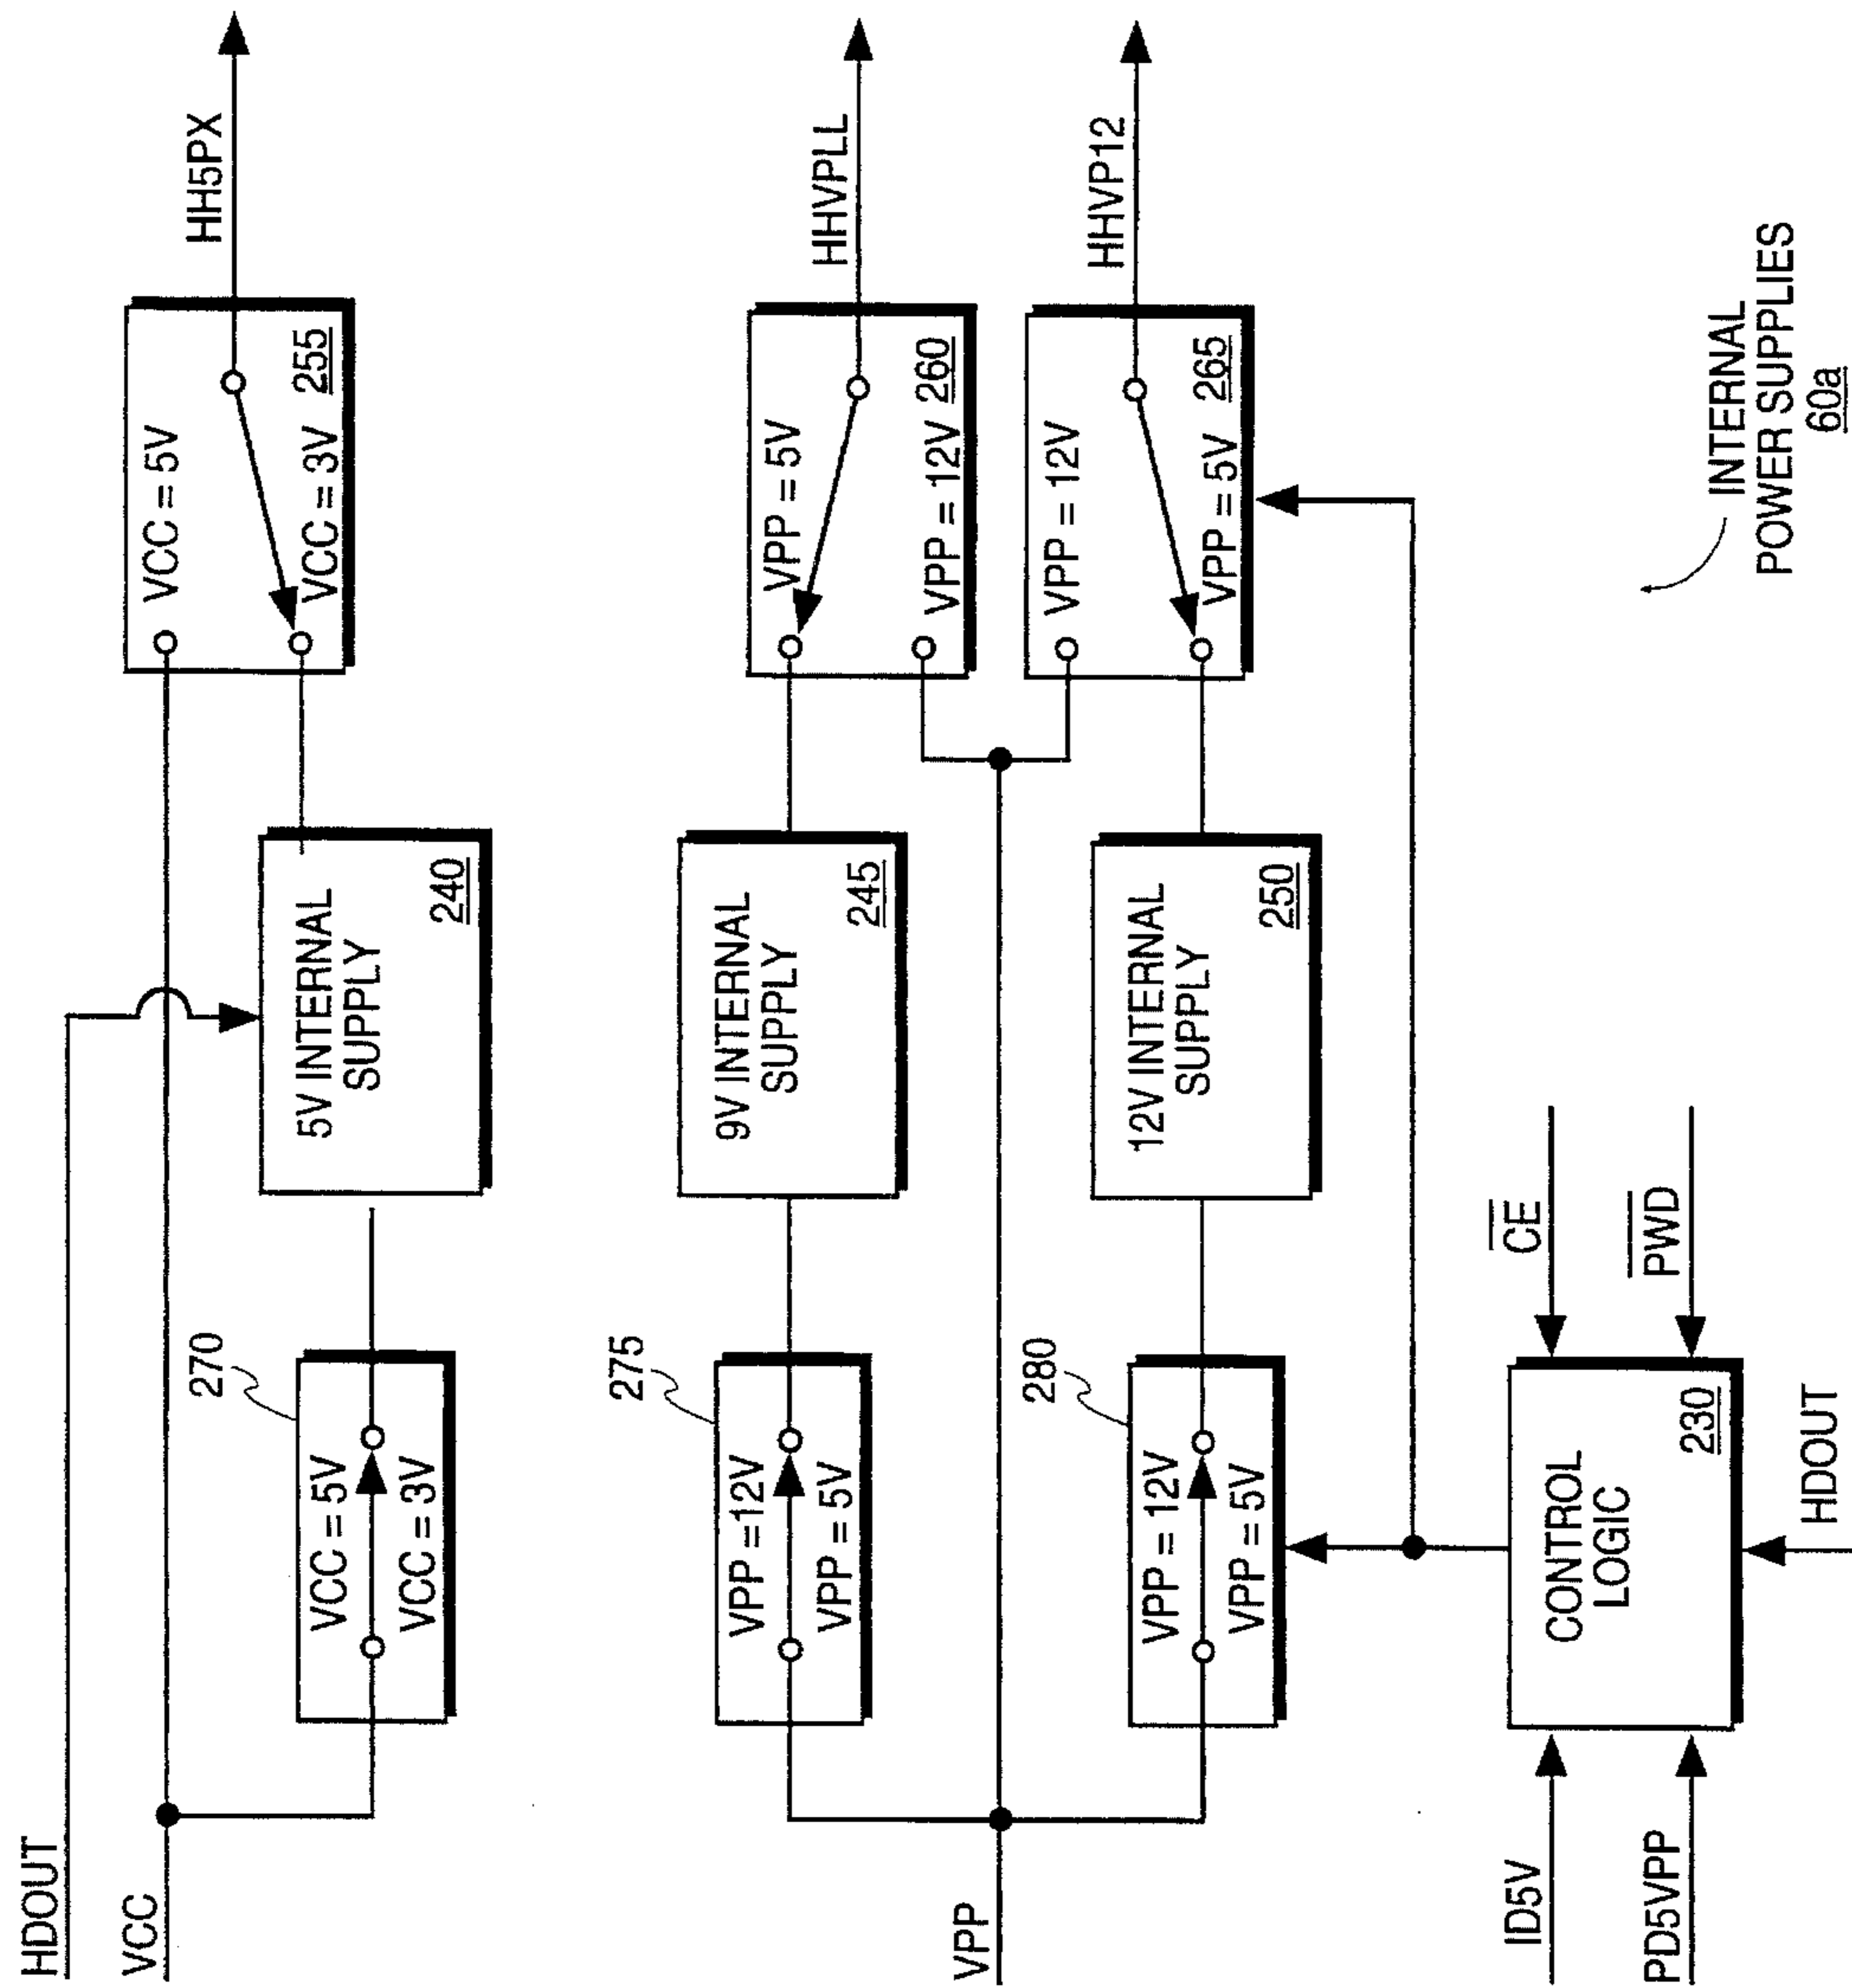 HDOUT
VCC
270
VCC = 5V
VCC = 3V
5V INTERNAL
SUPPLY
240
VCC = 5V
VCC = 3V
255
HH5PX
275
VPP =12V
VPP = 5V
9V INTERNAL
SUPPLY
245
VPP = 5V
VPP = 12V
260
HHVPLL
VPP
280
VPP = 12V
VPP = 5V
12V INTERNAL
SUPPLY
250
VPP = 12V
VPP = 5V
265
HHVP12
ID5V
PD5VPP
CONTROL
LOGIC
230
CE
PWD
HDOUT
INTERNAL
POWER SUPPLIES
60a